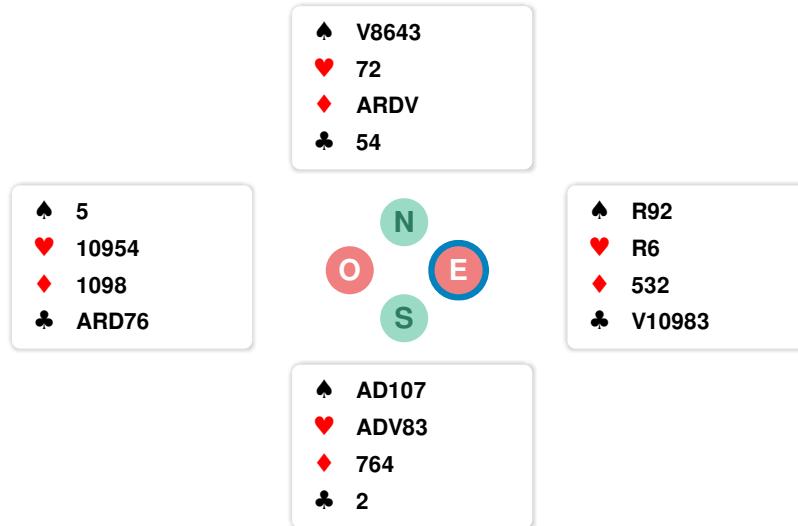 ♠ V8643
♥ 72
♦ ARDV
♣ 54
♠ 5
♥ 10954
♦ 1098
♣ ARD76
N
O E
S
♠ R92
♥ R6
♦ 532
♣ V10983
♠ AD107
♥ ADV83
♦ 764
♣ 2